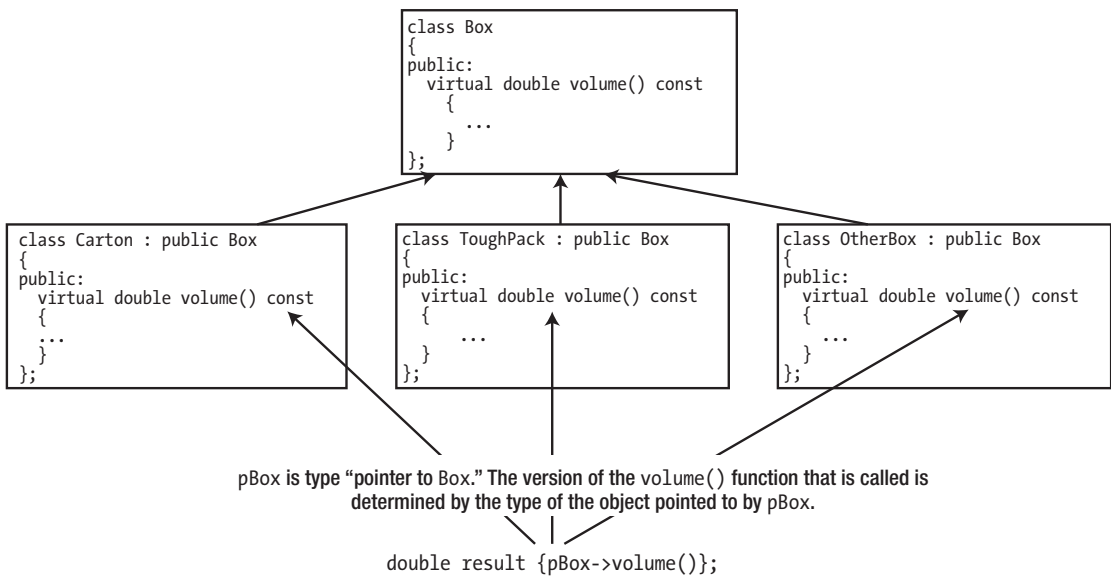 class Box
{
public:
  virtual double volume() const
    {
      ...
    }
};
class Carton : public Box
{
public:
  virtual double volume() const
  {
  ...
  }
};
class ToughPack : public Box
{
public:
  virtual double volume() const
  {
      ...
  }
};
class OtherBox : public Box
{
public:
  virtual double volume() const
  {
    ...
  }
};
pBox is type “pointer to Box.” The version of the volume() function that is called is
determined by the type of the object pointed to by pBox.
double result {pBox->volume()};